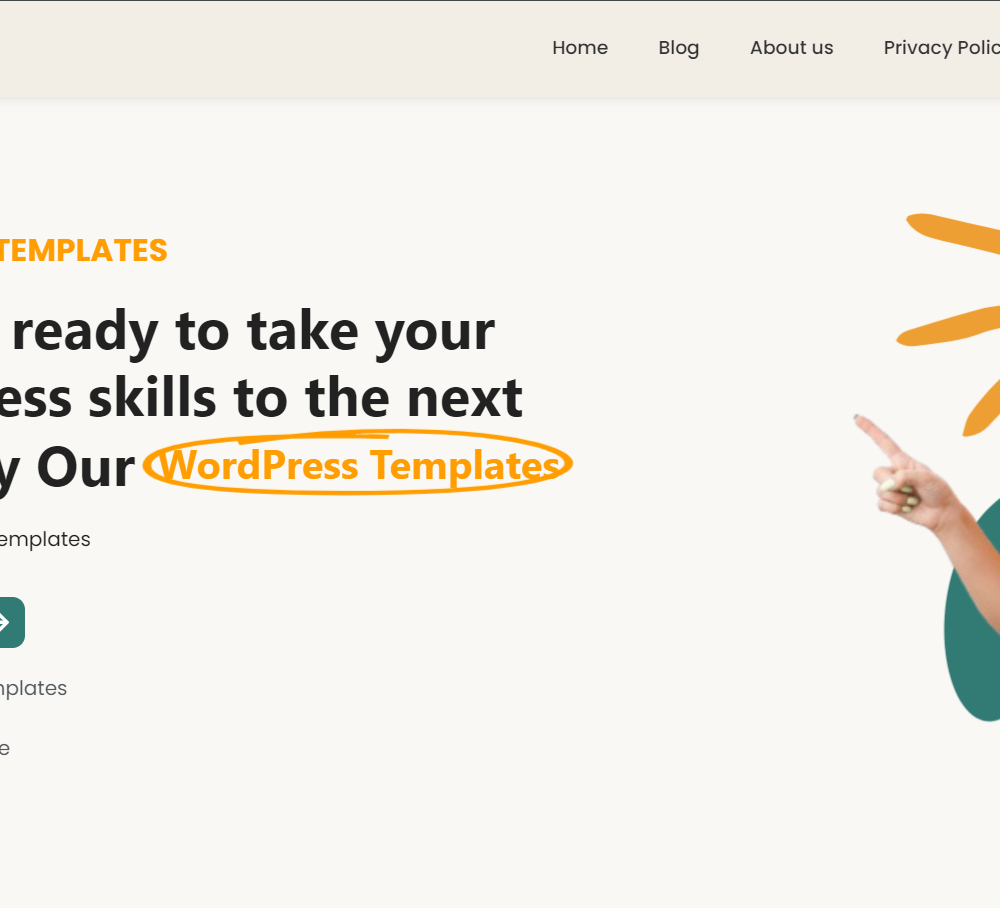 Home Blog About us Privacy Polic
TEMPLATES
ready to take your
ess skills to the next
y Our WordPress Templates
emplates
mplates
e